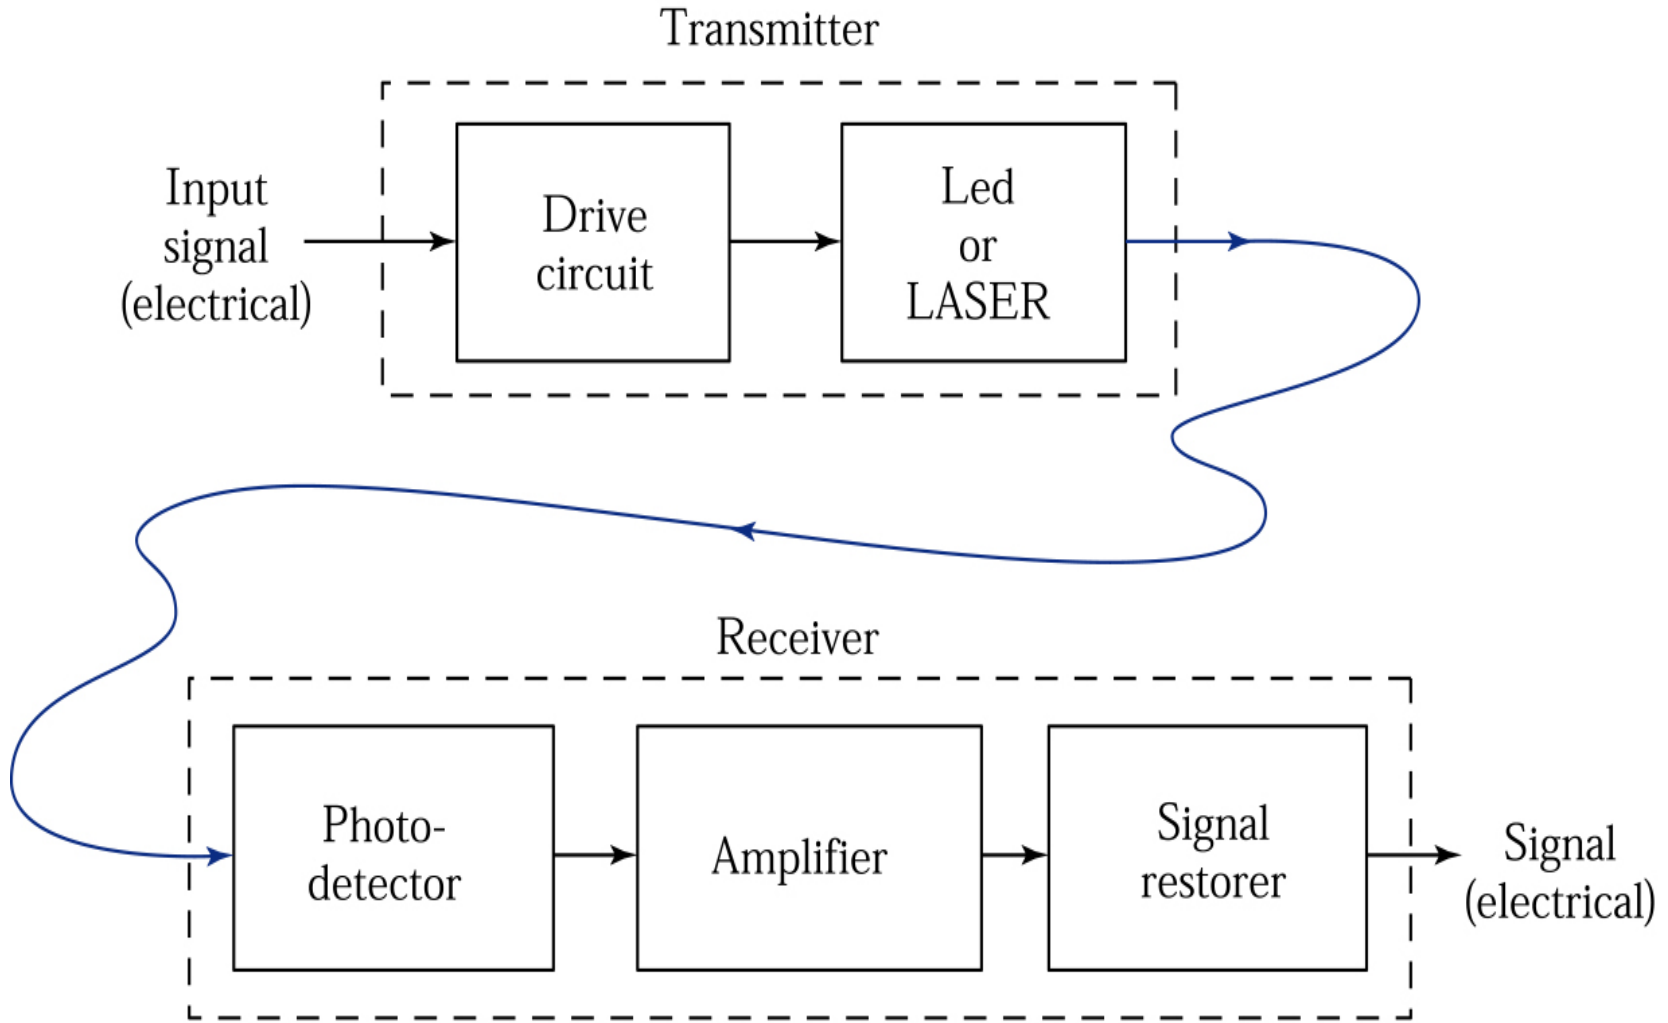 Transmitter
Input
signal
(electrical)
Drive
circuit
Led
or
LASER
Receiver
Photo-
detector
Amplifier
Signal
restorer
Signal
(electrical)